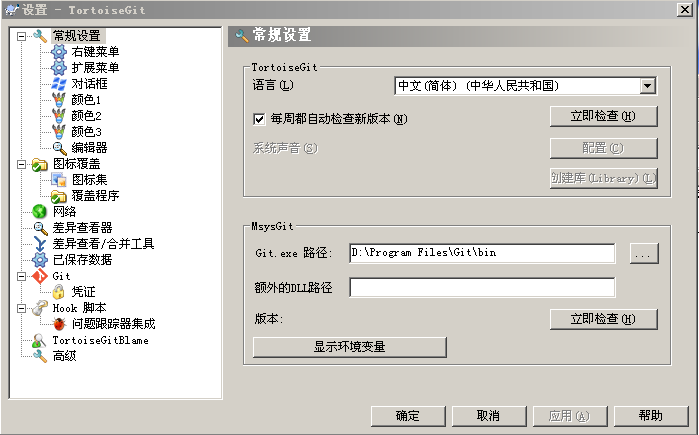 设置 - TortoiseGit
常规设置
右键菜单
扩展菜单
对话框
颜色1
颜色2
颜色3
编辑器
图标覆盖
图标集
覆盖程序
网络
差异查看器
差异查看/合并工具
已保存数据
Git
凭证
Hook 脚本
问题跟踪器集成
TortoiseGitBlame
高级
常规设置
TortoiseGit
语言(L)
中文(简体) (中华人民共和国)
每周都自动检查新版本(N)
立即检查(H)
系统声音(S)
配置(C)
创建库(Library)(L)
MsysGit
Git.exe 路径:
D:\Program Files\Git\bin
...
额外的DLL路径
版本:
立即检查(H)
显示环境变量
确定
取消
应用(A)
帮助